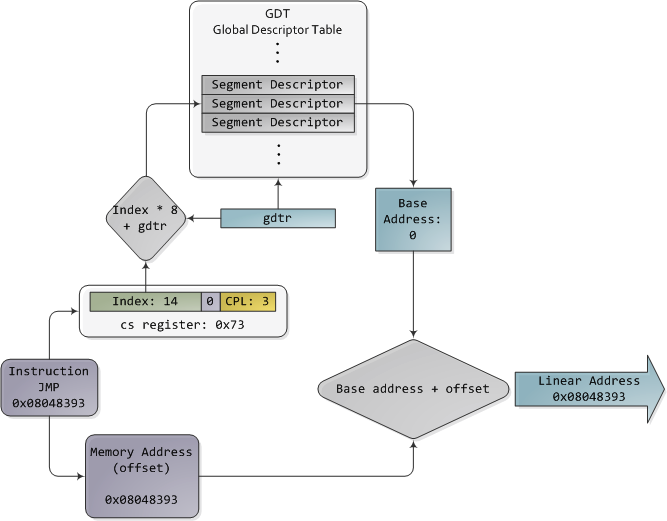 GDT
Global Descriptor Table
Segment Descriptor
Segment Descriptor
Segment Descriptor
Index * 8
+ gdtr
gdtr
Base
Address:
0
Index: 14 0 CPL: 3
cs register: 0x73
Instruction
JMP
0x08048393
Base address + offset
Linear Address
0x08048393
Memory Address
(offset)
0x08048393